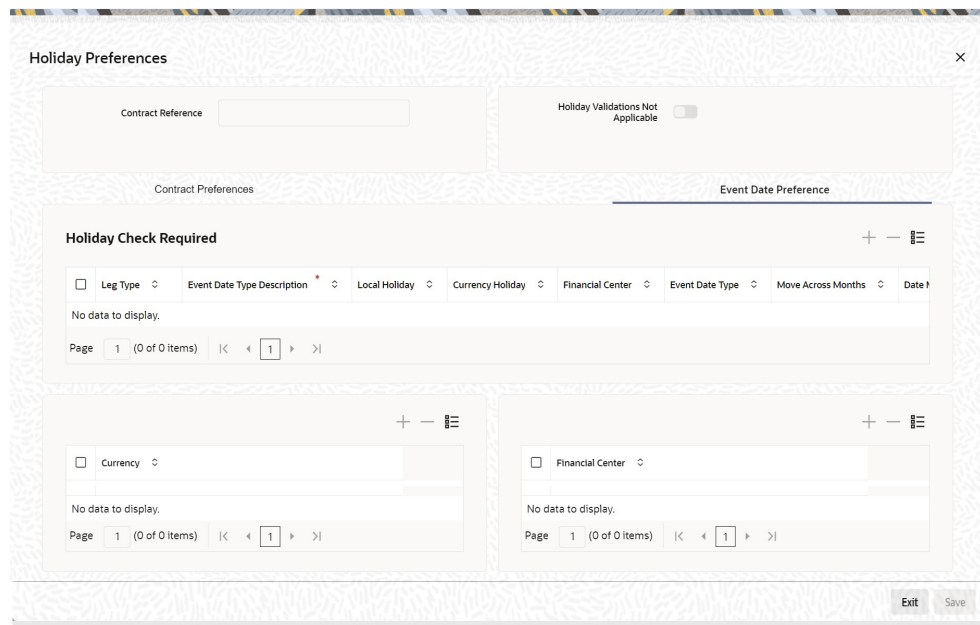 Holiday Preferences
Contract Reference
Holiday Validations Not
Applicable
Contract Preferences Event Date Preference
Holiday Check Required
Leg Type Event Date Type Description * Local Holiday Currency Holiday Financial Center Event Date Type Move Across Months Date
No data to display.
Page 1 (0 of 0 items) 1
Currency
No data to display.
Page 1 (0 of 0 items) 1
Financial Center
No data to display.
Page 1 (0 of 0 items) 1
Exit Save